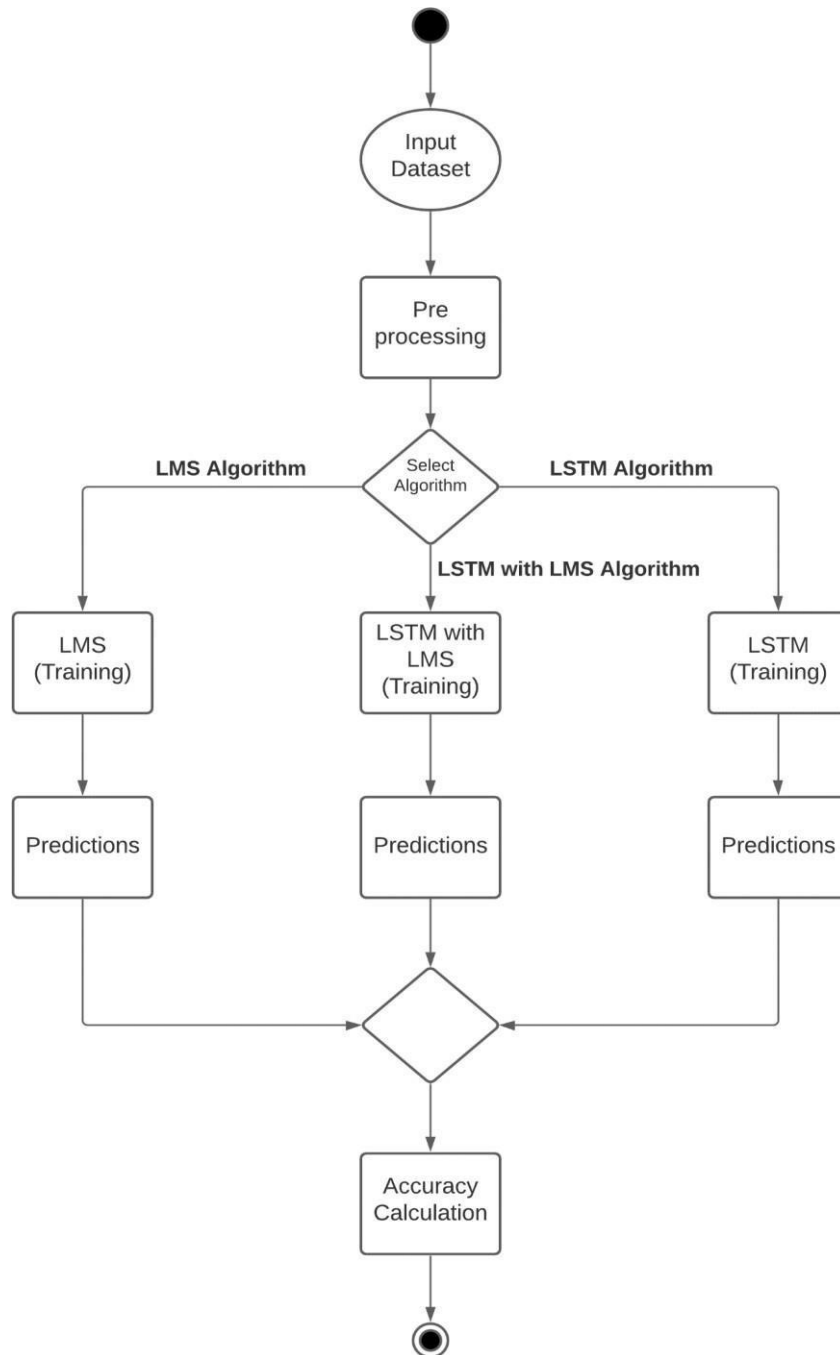 Input
Dataset
Pre
processing
Select
Algorithm
LMS Algorithm
LSTM Algorithm
LSTM with LMS Algorithm
LMS
(Training)
LSTM with
LMS
(Training)
LSTM
(Training)
Predictions
Predictions
Predictions
Accuracy
Calculation